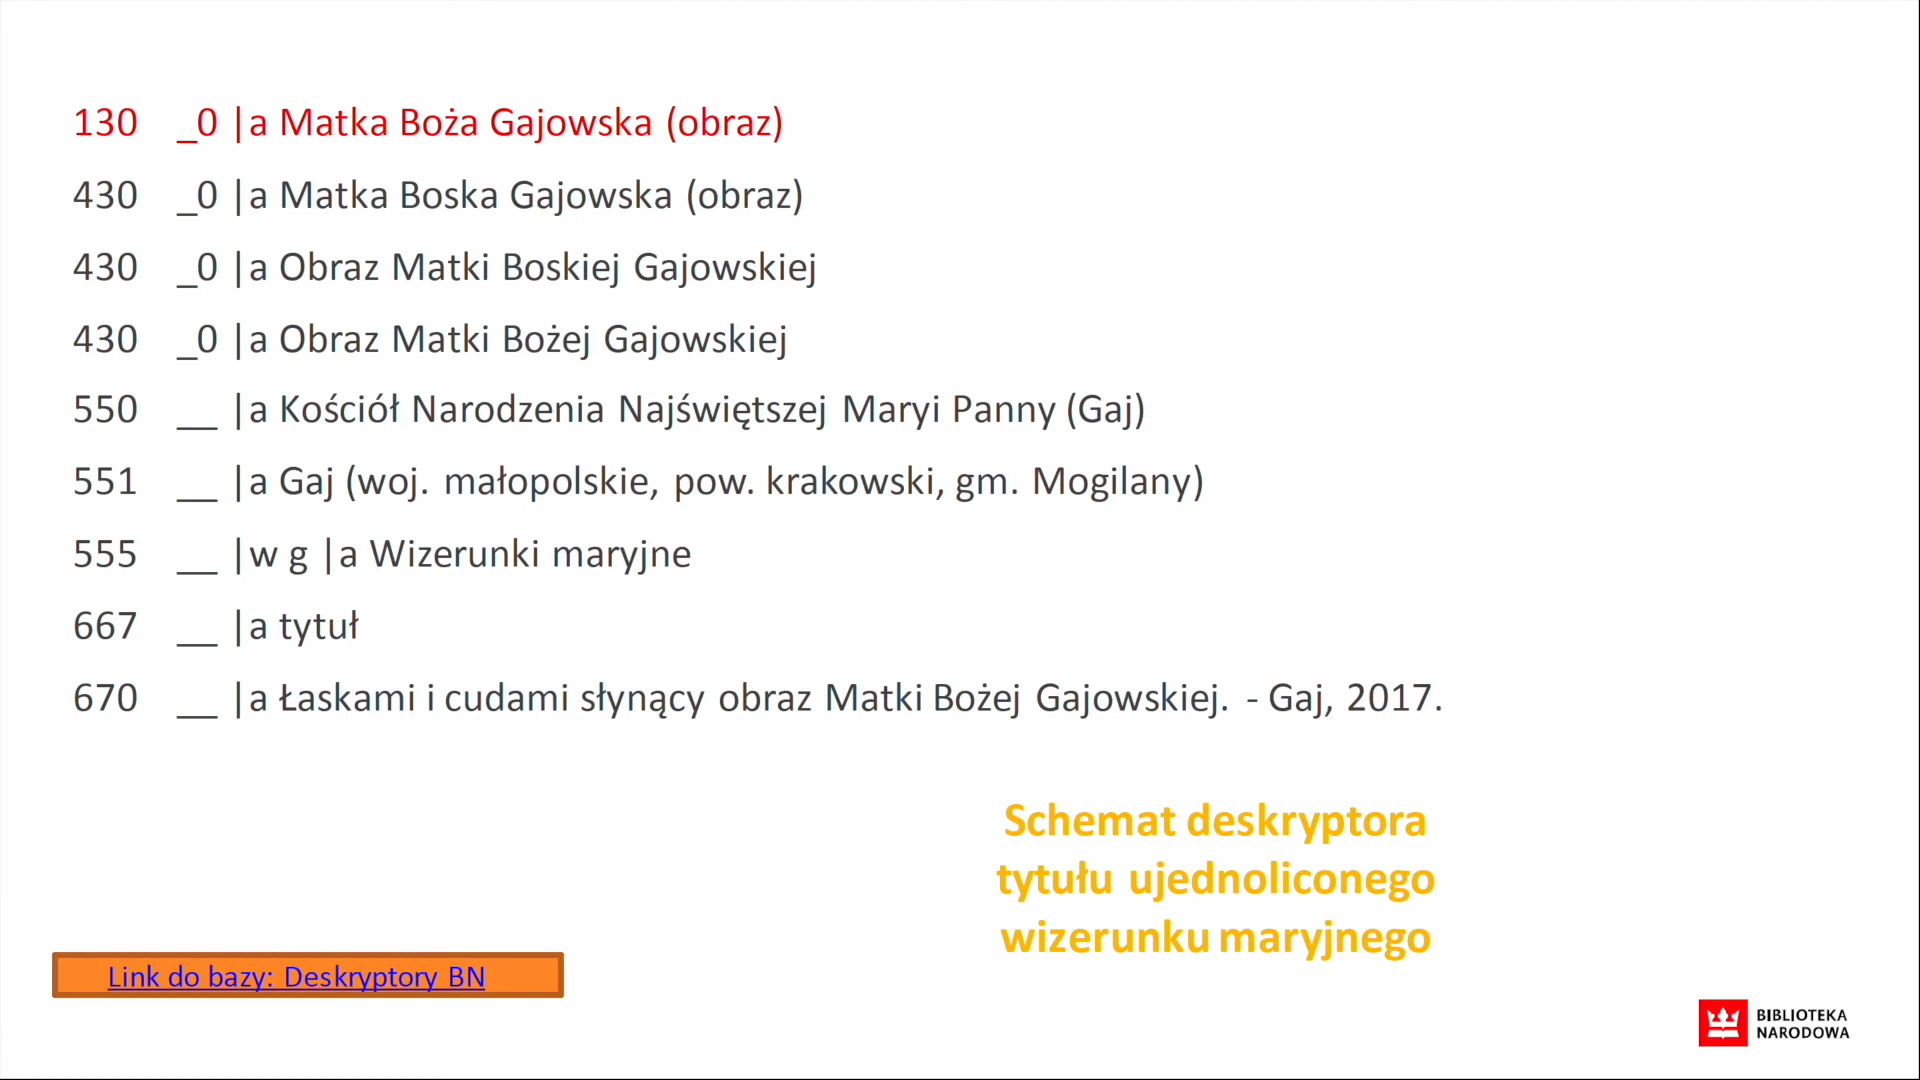 130 _0 |a Matka Boża Gajowska (obraz)
430 _0 |a Matka Boska Gajowska (obraz)
430 _0 |a Obraz Matki Boskiej Gajowskiej
430 _0 |a Obraz Matki Bożej Gajowskiej
550 __ |a Kościół Narodzenia Najświętszej Maryi Panny (Gaj)
551 __ |a Gaj (woj. małopolskie, pow. krakowski, gm. Mogilany)
555 __ |w g |a Wizerunki maryjne
667 __ |a tytuł
670 __ |a Łaskami i cudami słynący obraz Matki Bożej Gajowskiej. - Gaj, 2017.
Schemat deskryptora
tytułu ujednoliconego
wizerunku maryjnego
Link do bazy: Deskryptory BN
BIBLIOTEKA
NARODOWA